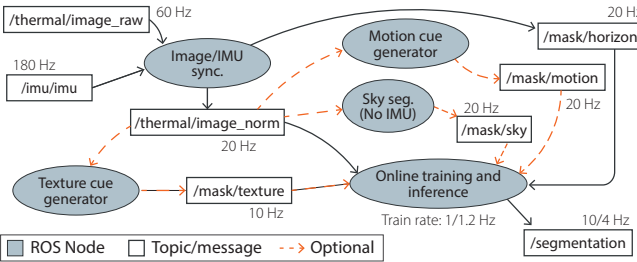 /thermal/image_raw
60 Hz
20 Hz
/mask/horizon
Motion cue
generator
Image/IMU
sync.
180 Hz
/imu/imu
/mask/motion
20 Hz
Sky seg.
(No IMU)
20 Hz
/mask/sky
/thermal/image_norm
20 Hz
Texture cue
generator
/mask/texture
10 Hz
Online training and
inference
Train rate: 1/1.2 Hz
10/4 Hz
/segmentation
ROS Node
Topic/message
Optional